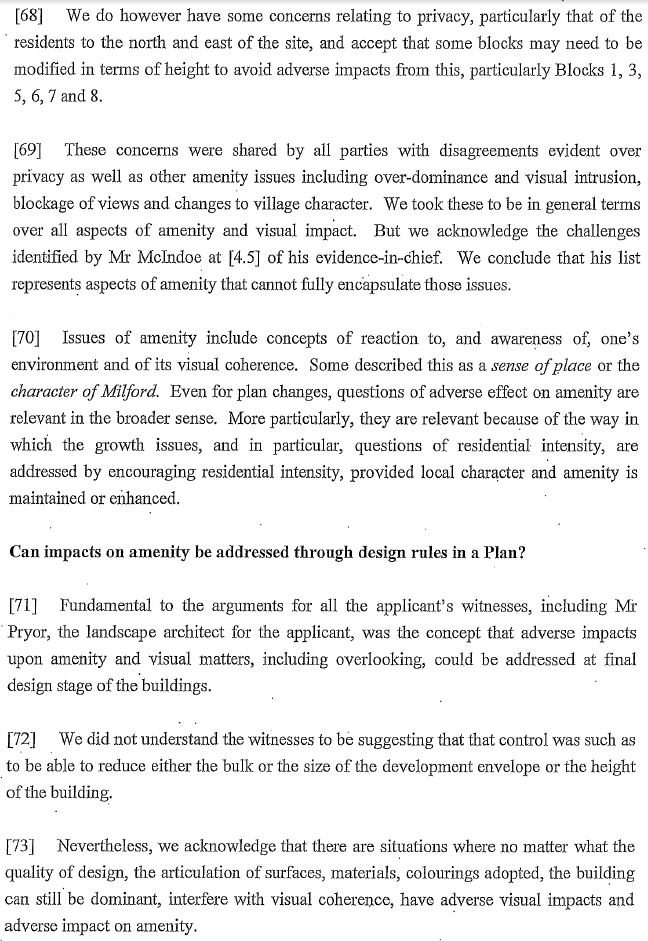 [68] We do however have some concerns relating to privacy, particularly that of the
residents to the north and east of the site, and accept that some blocks may need to be
modified in terms of height to avoid adverse impacts from this, particularly Blocks 1, 3,
5, 6, 7 and 8.
[69] These concerns were shared by all parties with disagreements evident over
privacy as well as other amenity issues including over-dominance and visual intrusion,
blockage of views and changes to village character. We took these to be in general terms
over all aspects of amenity and visual impact. But we acknowledge the challenges
identified by Mr McIndoe at [4.5] of his evidence-in-chief. We conclude that his list
represents aspects of amenity that cannot fully encapsulate those issues.
[70] Issues of amenity include concepts of reaction to, and awareness of, one's
environment and of its visual coherence. Some described this as a sense of place or the
character of Milford. Even for plan changes, questions of adverse effect on amenity are
relevant in the broader sense. More particularly, they are relevant because of the way in
which the growth issues, and in particular, questions of residential intensity, are
addressed by encouraging residential intensity, provided local character and amenity is
maintained or enhanced.
Can impacts on amenity be addressed through design rules in a Plan?
[71] Fundamental to the arguments for all the applicant's witnesses, including Mr
Pryor, the landscape architect for the applicant, was the concept that adverse impacts
upon amenity and visual matters, including overlooking, could be addressed at final
design stage of the buildings.
[72] We did not understand the witnesses to be suggesting that that control was such as
to be able to reduce either the bulk or the size of the development envelope or the height
of the building.
[73] Nevertheless, we acknowledge that there are situations where no matter what the
quality of design, the articulation of surfaces, materials, colourings adopted, the building
can still be dominant, interfere with visual coherence, have adverse visual impacts and
adverse impact on amenity.